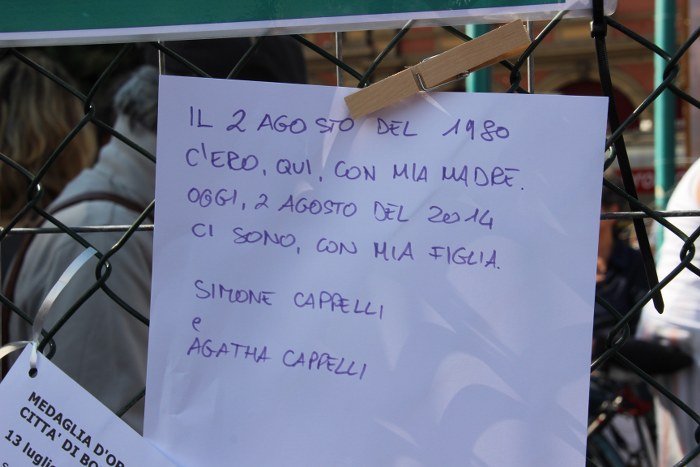 IL 2 AGOSTO DEL 1980
C'ERO, QUI, CON MIA MADRE.
OGGI, 2 AGOSTO DEL 2014
CI SONO, CON MIA FIGLIA.
SIMONE CAPPELLI
e
AGATHA CAPPELLI
MEDAGLIA D'OR
CITTA' DI BO
13 luglio